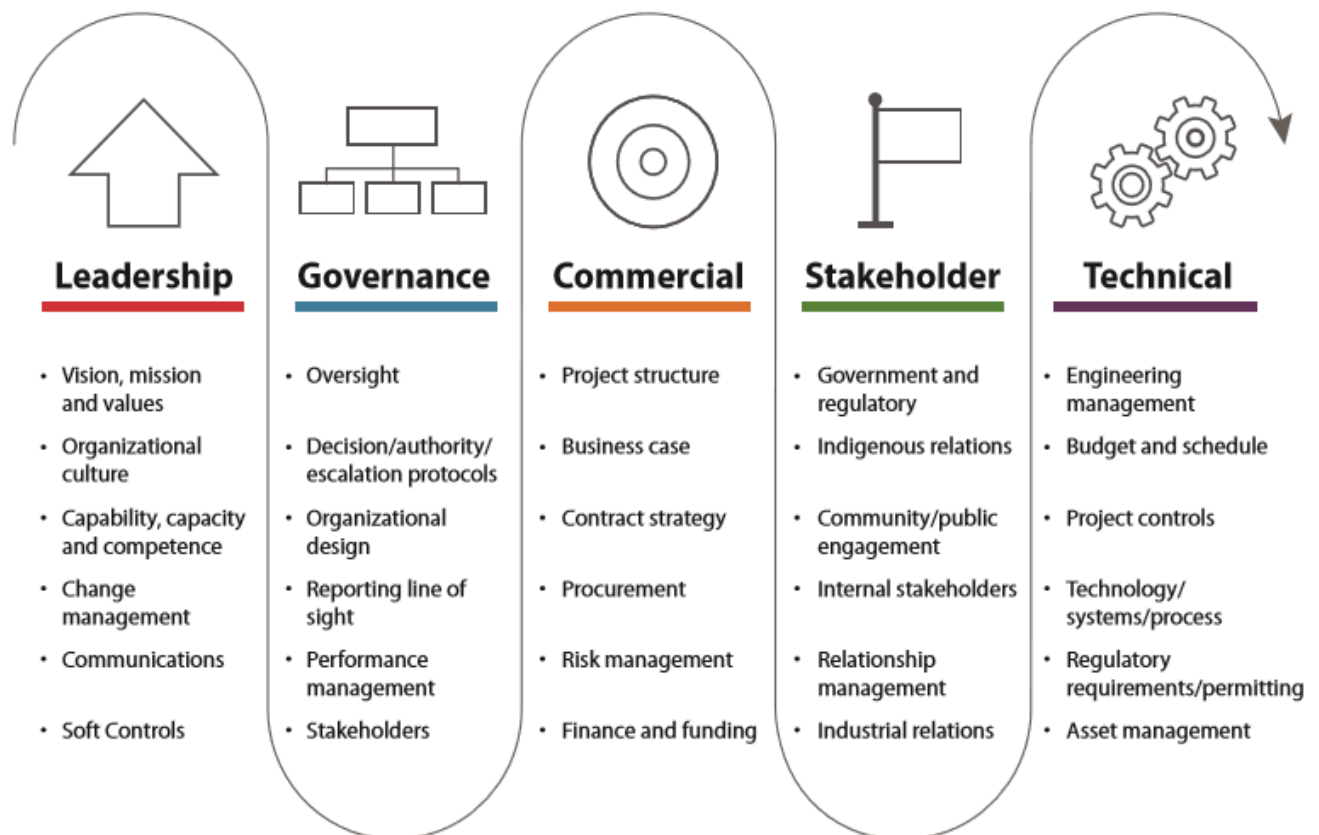 Leadership
Vision, mission
and values
Organizational
culture
Capability, capacity
and competence
Change
management
Communications
Soft Controls
Governance
Oversight
Decision/authority/
escalation protocols
Organizational
design
Reporting line of
sight
Performance
management
Stakeholders
Commercial
Project structure
Business case
Contract strategy
Procurement
Risk management
Finance and funding
Stakeholder
Government and
regulatory
Indigenous relations
Community/public
engagement
Internal stakeholders
Relationship
management
Industrial relations
Technical
Engineering
management
Budget and schedule
Project controls
Technology/
systems/process
Regulatory
requirements/permitting
Asset management